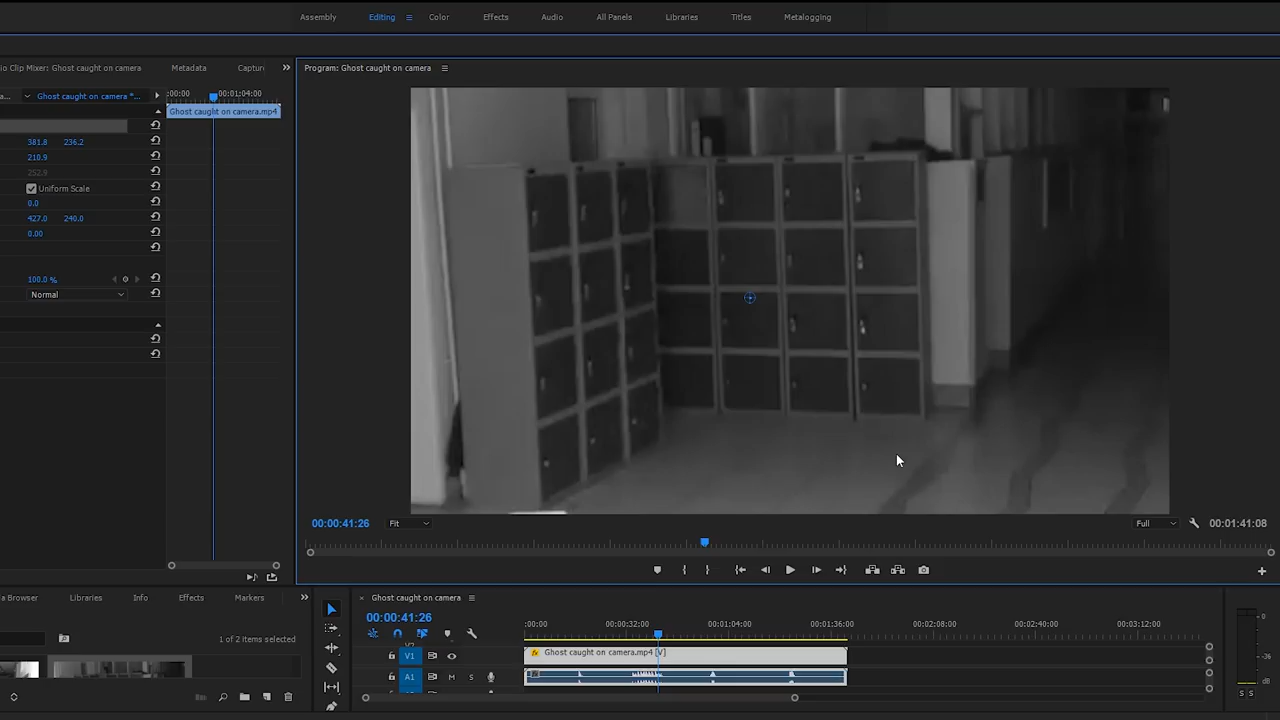 Assembly Editing Color Effects Audio All Panels Libraries Titles Metalogging
io Clip Mixer: Ghost caught on camera Metadata Captur
Program: Ghost caught on camera
a... Ghost caught on camera *... :00:00 00:01:04:00
Ghost caught on camera.mp4
381.8 236.2
210.9
252.9
Uniform Scale
0.0
427.0 240.0
0.00
100.0 %
Normal
00:00:41:26 Fit Full 00:01:41:08
a Browser Libraries Info Effects Markers
1 of 2 Items selected
× Ghost caught on camera
00:00:41:26
:00:00 00:00:32:00 00:01:04:00 00:01:36:00 00:02:08:00 00:02:40:00 00:03:12:00
V1 fx Ghost caught on camera.mp4 [V]
A1 M S
0
-36
dB
S S